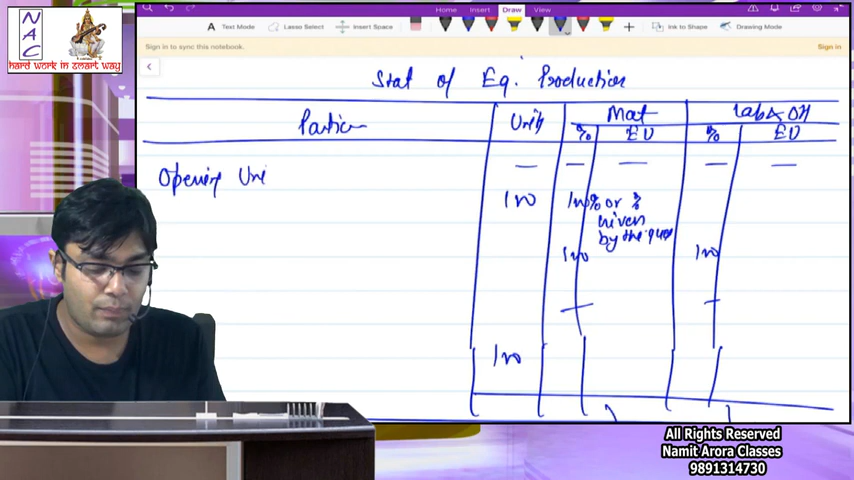 NAC
hard work in smart way
Home Insert Draw View
Text Mode Lasso Select Insert Space Ink to Shape Drawing Mode
Sign in to sync this notebook. Sign in
Stat of Eq. Production
Particu Units Mat Lab & OH
% EU % EU
— — — — —
Opening Uni
100 100% or %
given
by the ques
100 100
100
All Rights Reserved
Namit Arora Classes
9891314730